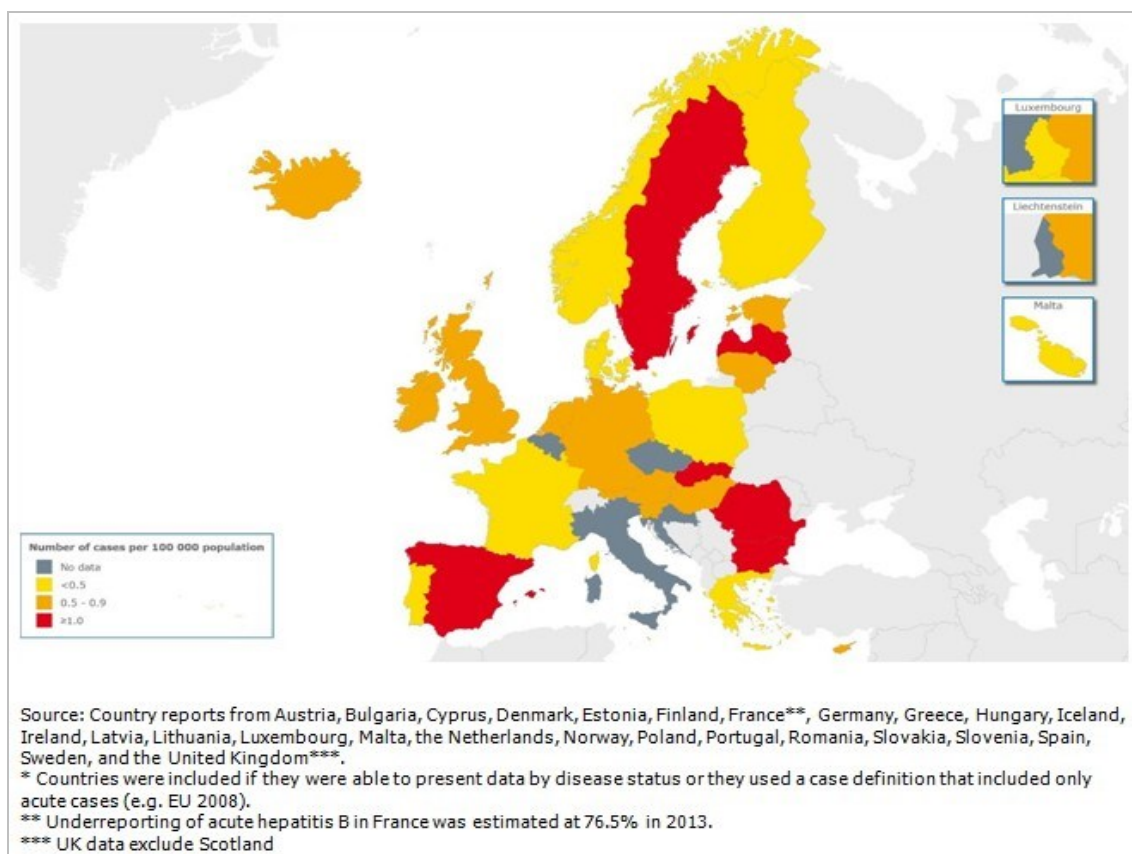 Luxembourg
Liechtenstein
Malta
Number of cases per 100 000 population
No data
<0.5
0.5 - 0.9
≥1.0
Source: Country reports from Austria, Bulgaria, Cyprus, Denmark, Estonia, Finland, France**, Germany, Greece, Hungary, Iceland,
Ireland, Latvia, Lithuania, Luxembourg, Malta, the Netherlands, Norway, Poland, Portugal, Romania, Slovakia, Slovenia, Spain,
Sweden, and the United Kingdom***.
* Countries were included if they were able to present data by disease status or they used a case definition that included only
acute cases (e.g. EU 2008).
** Underreporting of acute hepatitis B in France was estimated at 76.5% in 2013.
*** UK data exclude Scotland